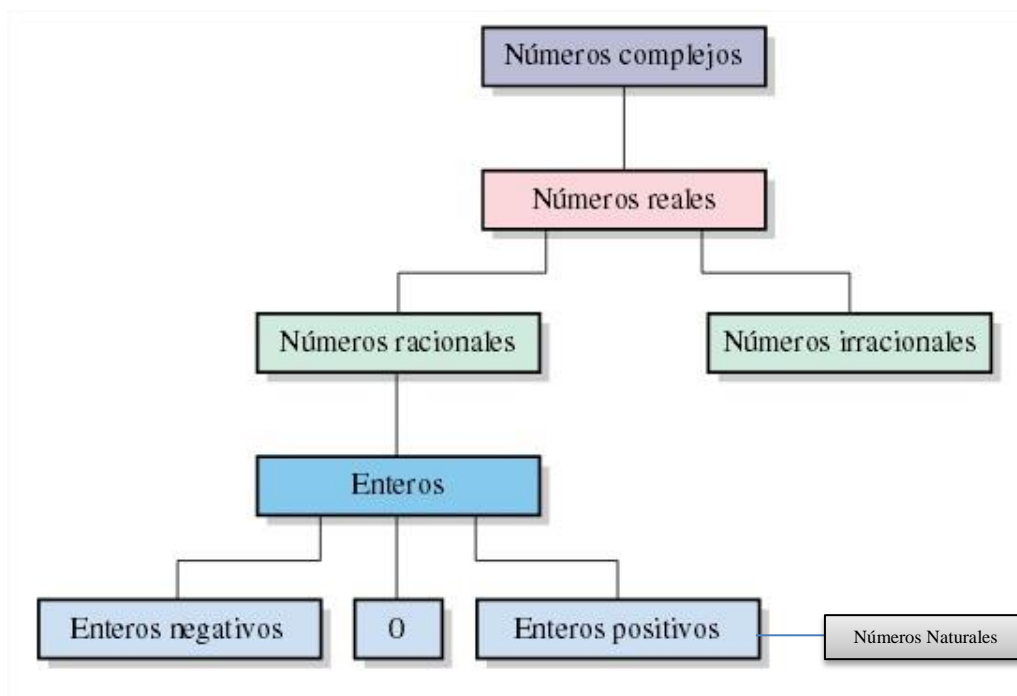 Números complejos
Números reales
Números racionales
Números irracionales
Enteros
Enteros negativos
0
Enteros positivos
Números Naturales